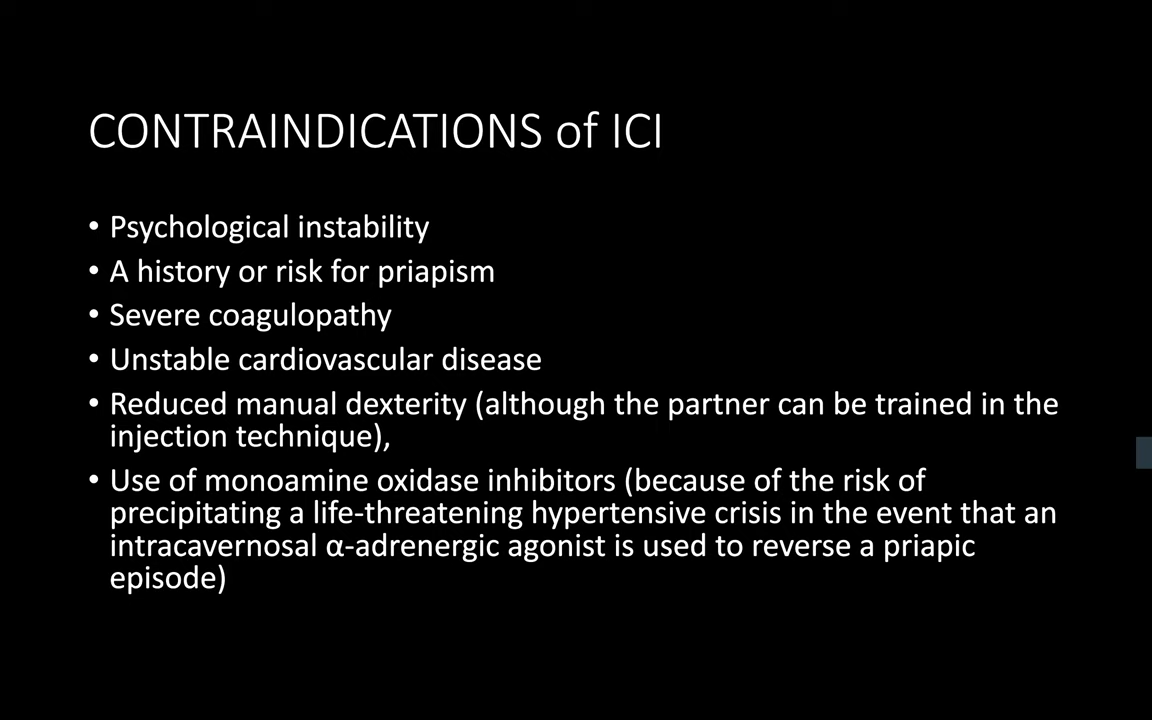 CONTRAINDICATIONS of ICI
• Psychological instability
• A history or risk for priapism
• Severe coagulopathy
• Unstable cardiovascular disease
• Reduced manual dexterity (although the partner can be trained in the
injection technique),
• Use of monoamine oxidase inhibitors (because of the risk of
precipitating a life-threatening hypertensive crisis in the event that an
intracavernosal α-adrenergic agonist is used to reverse a priapic
episode)